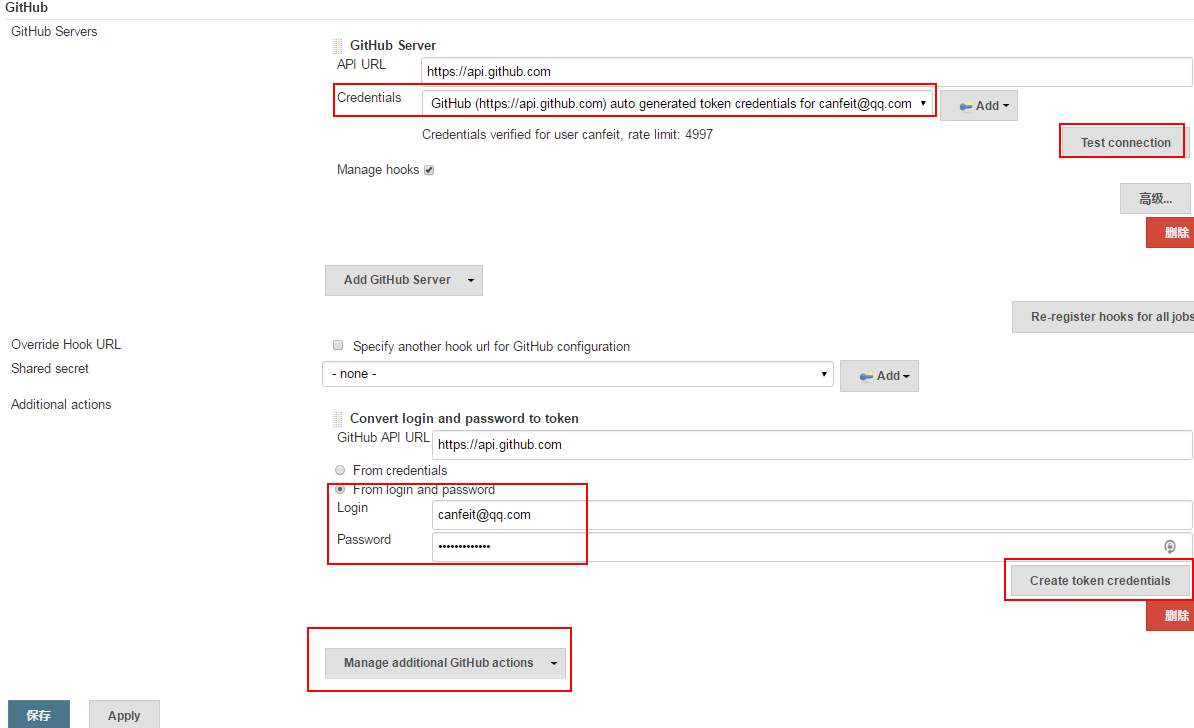 GitHub
GitHub Servers
GitHub Server
API URL
https://api.github.com
Credentials
GitHub (https://api.github.com) auto generated token credentials for canfeit@qq.com
Add
Credentials verified for user canfeit, rate limit: 4997
Test connection
Manage hooks
高级...
删除
Add GitHub Server
Re-register hooks for all jobs
Override Hook URL
Specify another hook url for GitHub configuration
Shared secret
- none -
Add
Additional actions
Convert login and password to token
GitHub API URL
https://api.github.com
From credentials
From login and password
Login
canfeit@qq.com
Password
•••••••••••••
Create token credentials
删除
Manage additional GitHub actions
保存
Apply